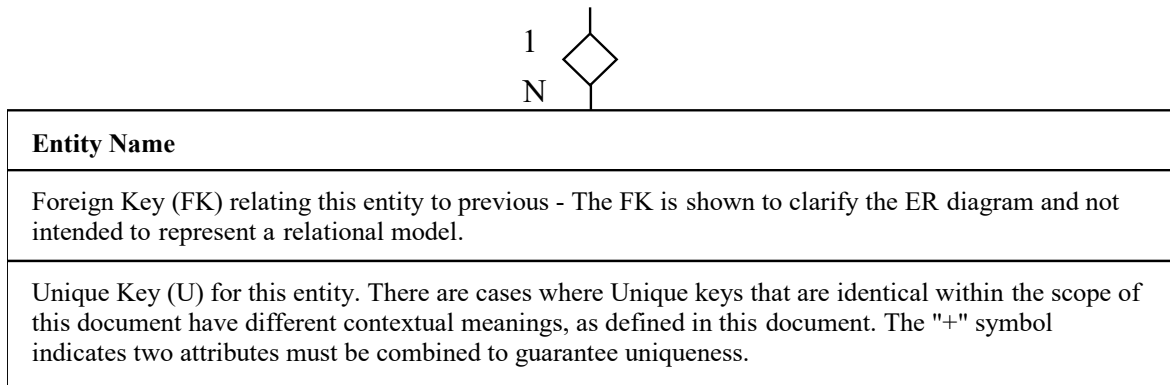 1
N
Entity Name
Foreign Key (FK) relating this entity to previous - The FK is shown to clarify the ER diagram and not
intended to represent a relational model.
Unique Key (U) for this entity. There are cases where Unique keys that are identical within the scope of
this document have different contextual meanings, as defined in this document. The "+" symbol
indicates two attributes must be combined to guarantee uniqueness.